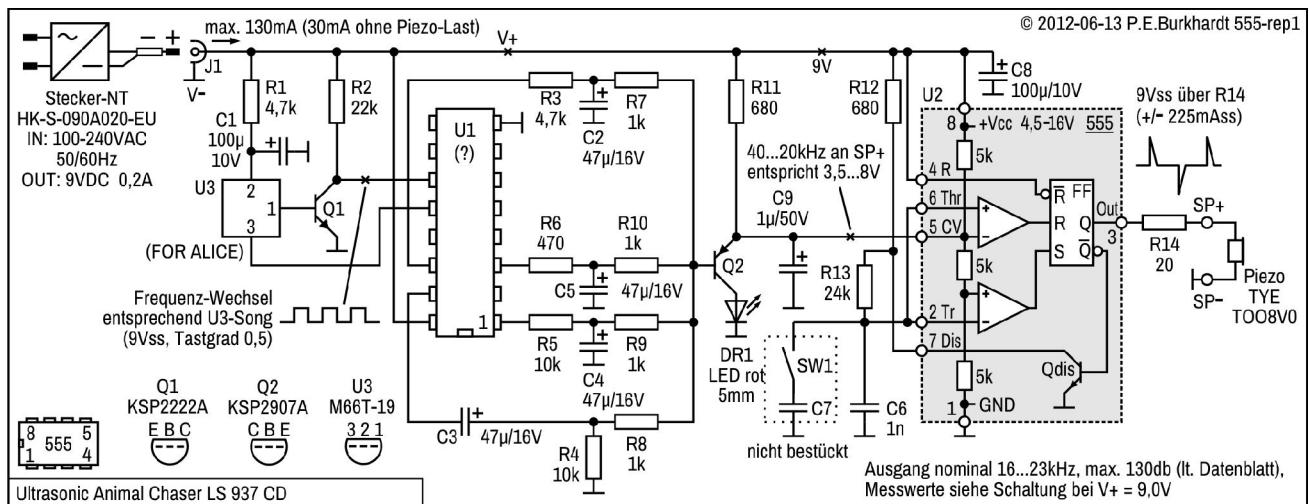 © 2012-06-13 P.E.Burkhardt 555-rep1
max. 130mA (30mA ohne Piezo-Last)
V+
9V
− +
J1
V−
Stecker-NT
HK-S-090A020-EU
IN: 100-240VAC
50/60Hz
OUT: 9VDC 0,2A
R1
4,7k
R2
22k
C1
100µ
10V
U3
2
1
3
(FOR ALICE)
Q1
U1
(?)
1
R3
4,7k
C2
47µ/16V
R7
1k
R6
470
C5
47µ/16V
R10
1k
R5
10k
C4
47µ/16V
R9
1k
C3
47µ/16V
R4
10k
R8
1k
R11
680
R12
680
40...20kHz an SP+
entspricht 3,5...8V
C9
1µ/50V
Q2
DR1
LED rot
5mm
R13
24k
SW1
C7
nicht bestückt
C6
1n
C8
100µ/10V
U2
8
+Vcc 4,5-16V 555
5k
4 R
6 Thr
5 CV
5k
2 Tr
7 Dis
5k
1
GND
Qdis
R FF
R Q
S Q
Out
3
+
−
+
−
9Vss über R14
(+/− 225mAss)
R14
20
SP+
SP−
Piezo
TYE
TOO8V0
Frequenz-Wechsel
entsprechend U3-Song
(9Vss, Tastgrad 0,5)
Q1
KSP2222A
E B C
Q2
KSP2907A
C B E
U3
M66T-19
3 2 1
8 5
555
1 4
Ultrasonic Animal Chaser LS 937 CD
Ausgang nominal 16...23kHz, max. 130db (lt. Datenblatt),
Messwerte siehe Schaltung bei V+ = 9,0V